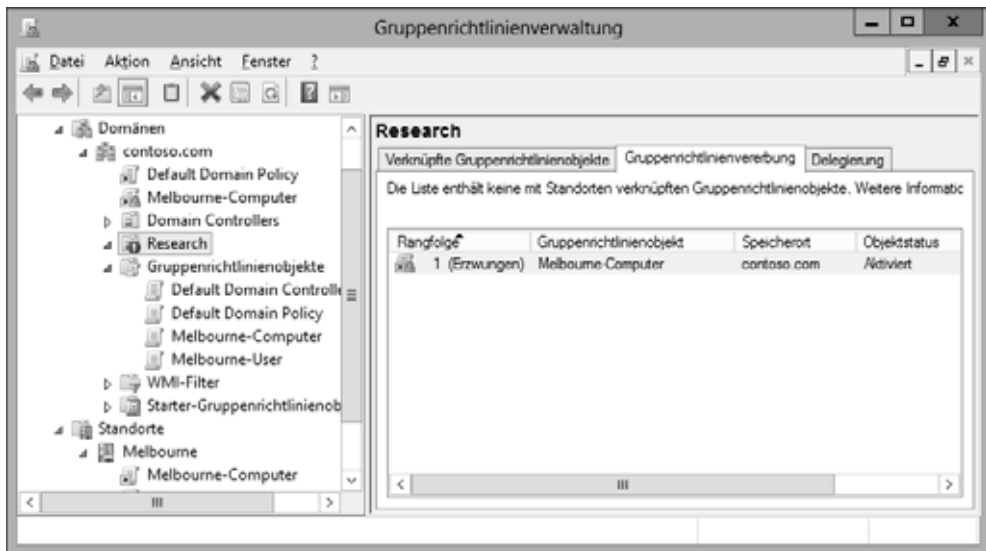 Gruppenrichtlinienverwaltung
Datei Aktion Ansicht Fenster ?
Domänen
contoso.com
Default Domain Policy
Melbourne-Computer
Domain Controllers
Research
Gruppenrichtlinienobjekte
Default Domain Controlle
Default Domain Policy
Melbourne-Computer
Melbourne-User
WMI-Filter
Starter-Gruppenrichtlinienob
Standorte
Melbourne
Melbourne-Computer
Research
Verknüpfte Gruppenrichtlinienobjekte Gruppenrichtlinienvererbung Delegierung
Die Liste enthält keine mit Standorten verknüpften Gruppenrichtlinienobjekte. Weitere Informatic
Rangfolge Gruppenrichtlinienobjekt Speicherort Objektstatus
1 (Erzwungen) Melbourne-Computer contoso.com Aktiviert